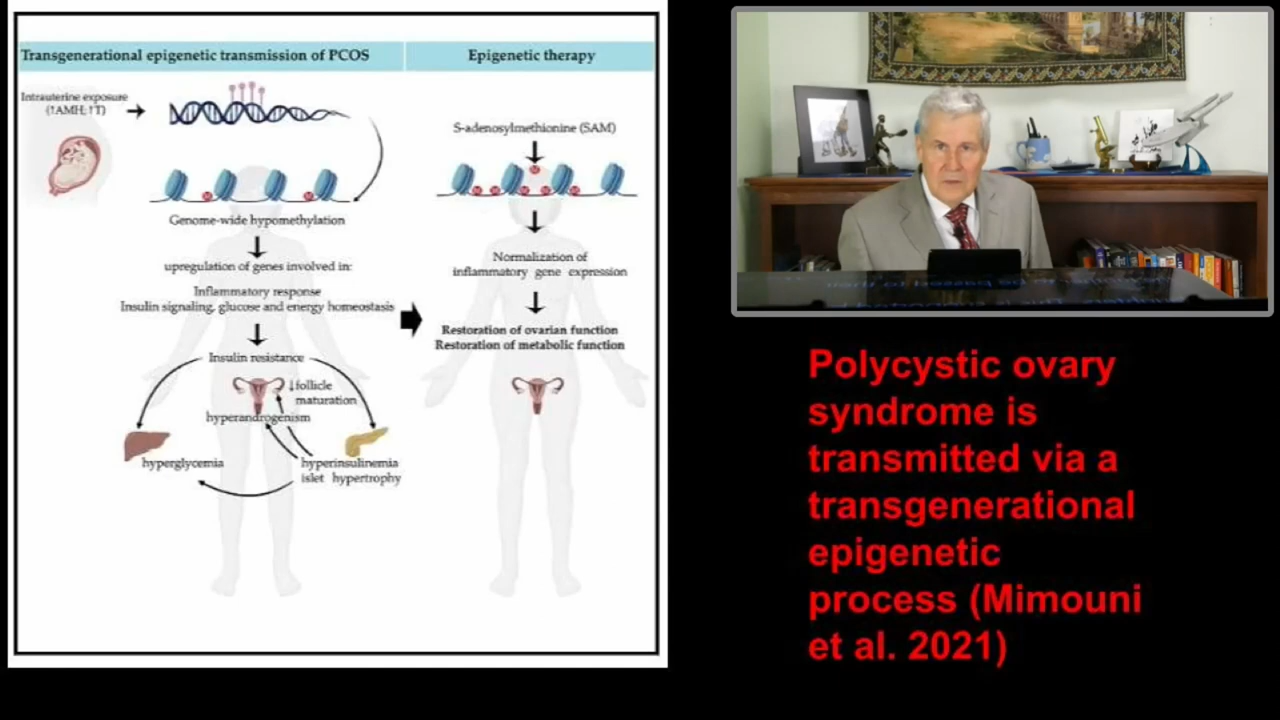 Transgenerational epigenetic transmission of PCOS
Epigenetic therapy
Intrauterine exposure
(↑AMH; ↑T)
Genome-wide hypomethylation
upregulation of genes involved in:
Inflammatory response
Insulin signaling, glucose and energy homeostasis
Insulin resistance
↓follicle
maturation
hyperandrogenism
hyperglycemia
hyperinsulinemia
islet hypertrophy
S-adenosylmethionine (SAM)
Normalization of
inflammatory gene expression
Restoration of ovarian function
Restoration of metabolic function
Polycystic ovary
syndrome is
transmitted via a
transgenerational
epigenetic
process (Mimouni
et al. 2021)